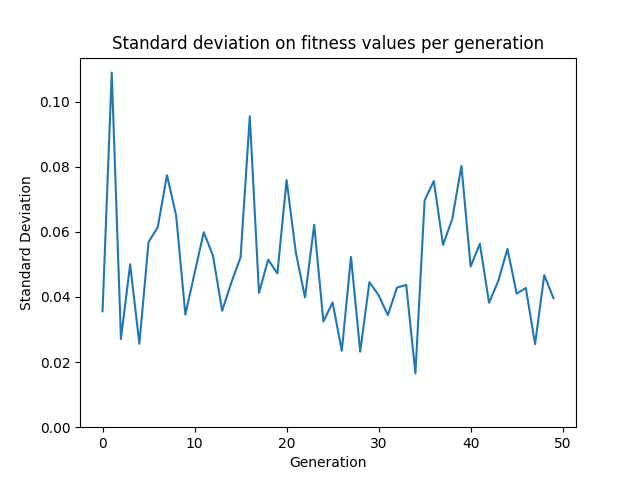 Standard deviation on fitness values per generation
0.10
0.08
0.06
0.04
0.02
0.00
Standard Deviation
0 10 20 30 40 50
Generation